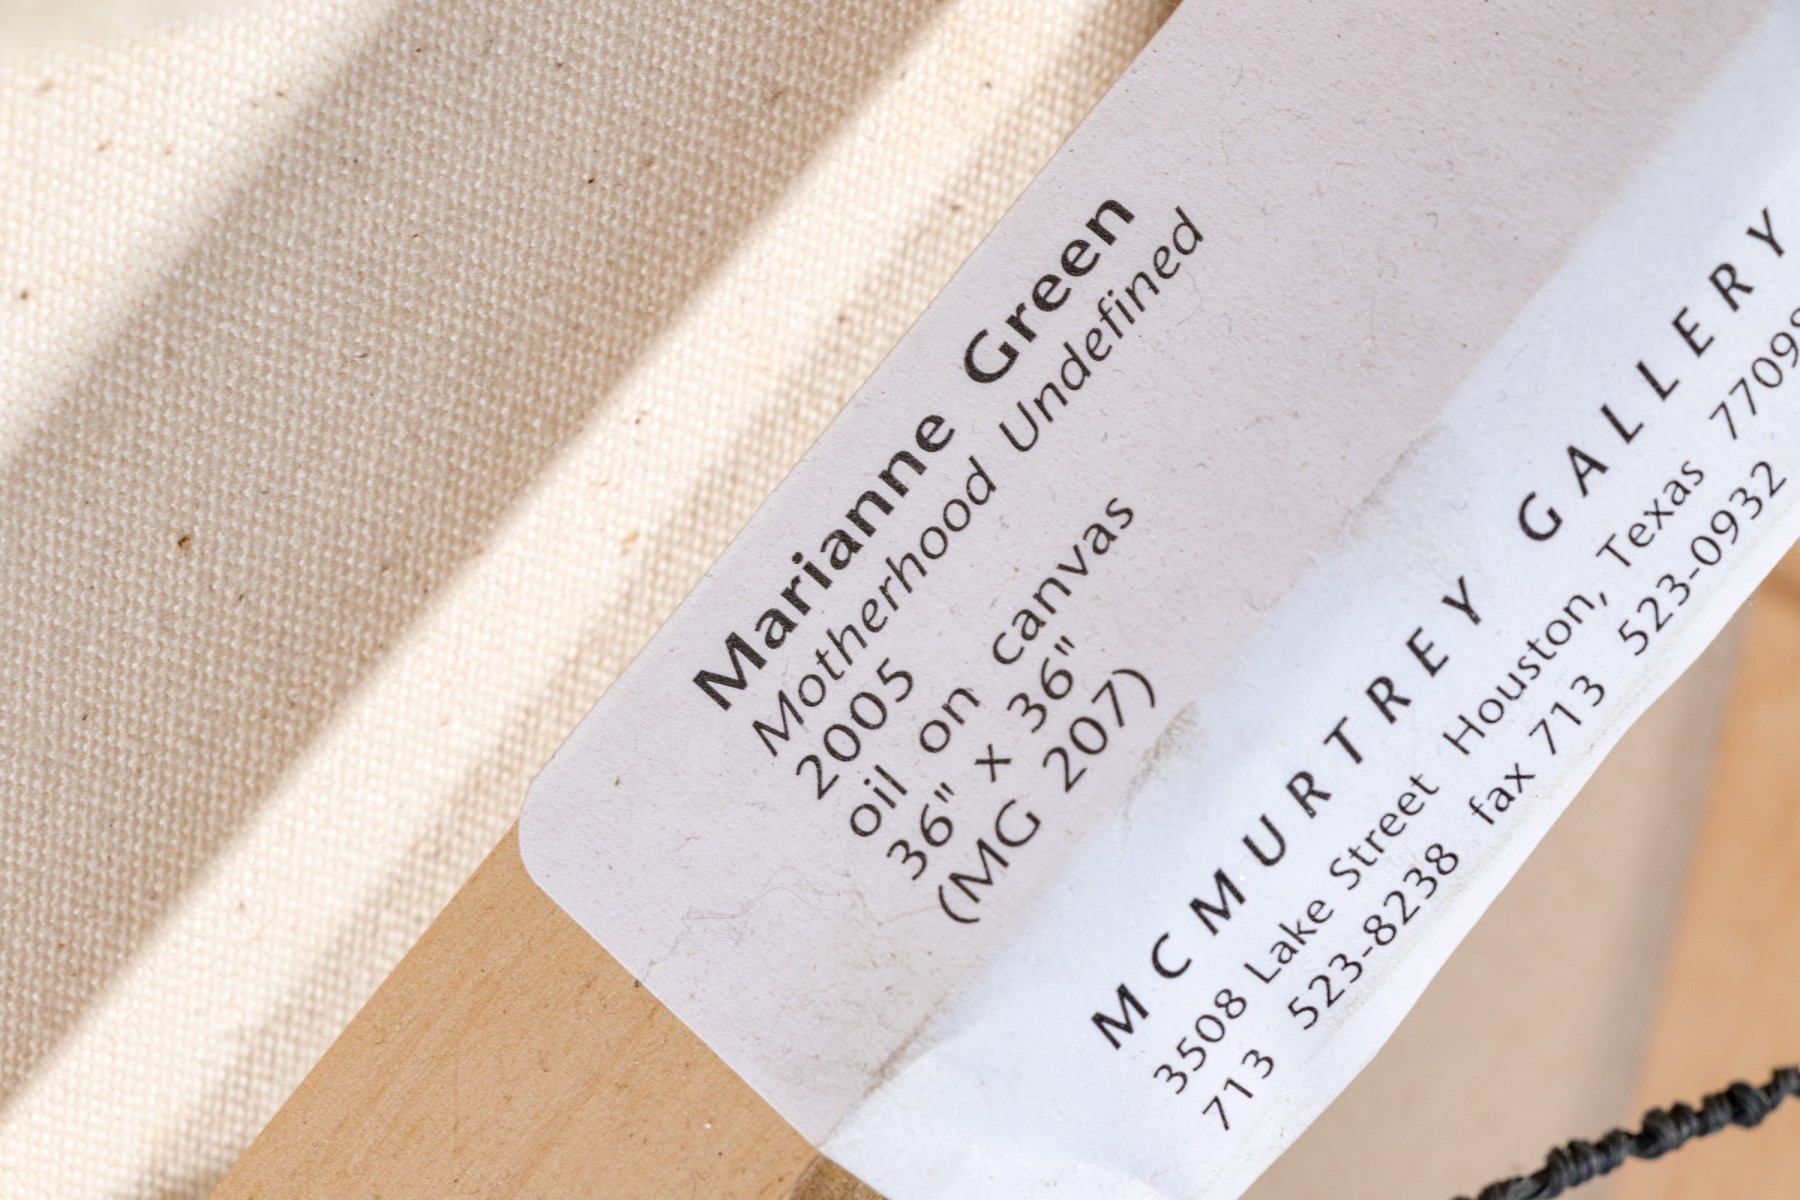 Marianne Green
Motherhood Undefined
2005
oil on canvas
36" x 36"
(MG 207)
MCMURTREY GALLERY
3508 Lake Street Houston, Texas 77098
713 523-8238 fax 713 523-0932